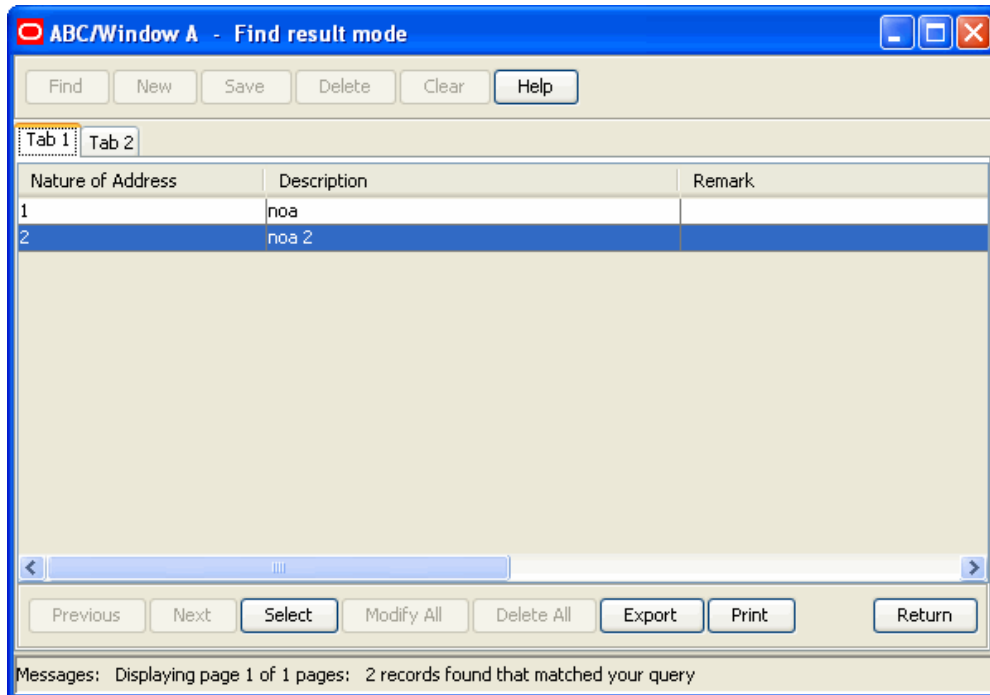 ABC/Window A - Find result mode
Find New Save Delete Clear Help
Tab 1 Tab 2
Nature of Address Description Remark
1 noa
2 noa 2
Previous Next Select Modify All Delete All Export Print Return
Messages: Displaying page 1 of 1 pages: 2 records found that matched your query